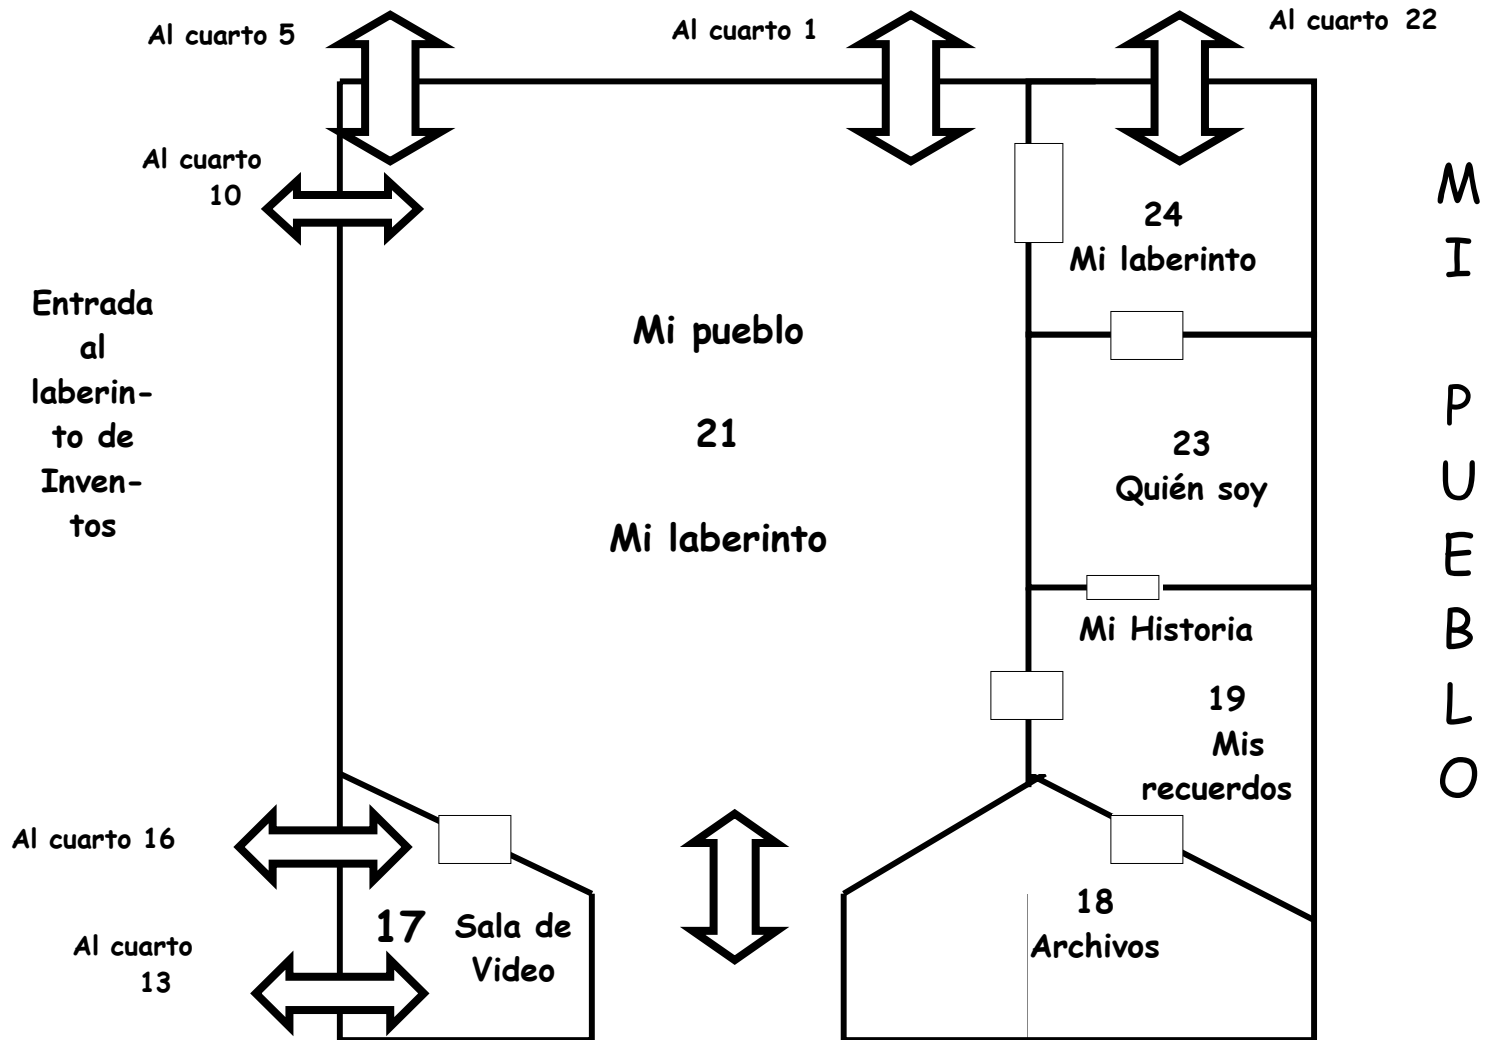 Al cuarto 5
Al cuarto 1
Al cuarto 22
Al cuarto
10
Entrada
al
laberin-
to de
Inven-
tos
Mi pueblo
21
Mi laberinto
24
Mi laberinto
23
Quién soy
Mi Historia
19
Mis
recuerdos
18
Archivos
Al cuarto 16
17 Sala de
Video
Al cuarto
13
M
I
P
U
E
B
L
O